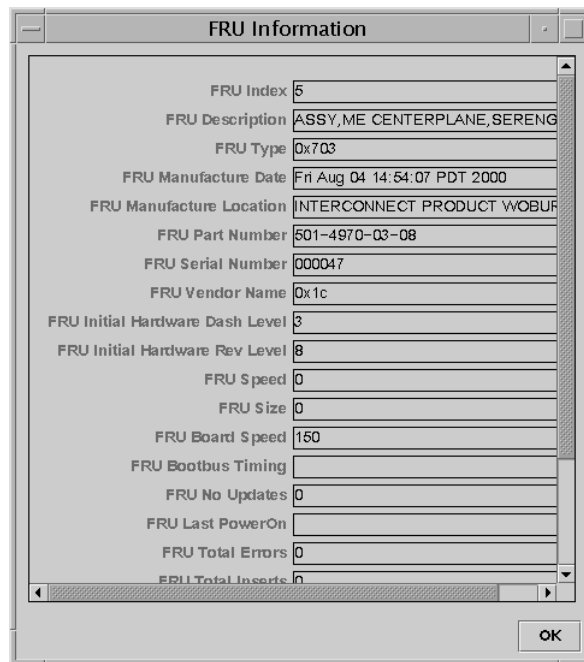 FRU Information
FRU Index 5
FRU Description ASSY,ME CENTERPLANE,SERENG
FRU Type 0x703
FRU Manufacture Date Fri Aug 04 14:54:07 PDT 2000
FRU Manufacture Location INTERCONNECT PRODUCT WOBUR
FRU Part Number 501-4970-03-08
FRU Serial Number 000047
FRU Vendor Name 0x1c
FRU Initial Hardware Dash Level 3
FRU Initial Hardware Rev Level 8
FRU Speed 0
FRU Size 0
FRU Board Speed 150
FRU Bootbus Timing
FRU No Updates 0
FRU Last PowerOn
FRU Total Errors 0
FRU Total Inserts 0
OK